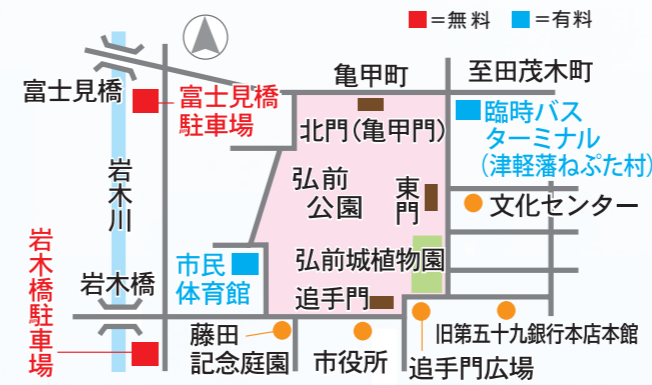 =無料 =有料
亀甲町
至田茂木町
富士見橋
富士見橋
駐車場
北門(亀甲門)
臨時バス
ターミナル
(津軽藩ねぷた村)
岩木川
弘前
公園
東門
文化センター
岩木橋駐車場
岩木橋
市民
体育館
弘前城植物園
追手門
藤田
記念庭園
市役所
追手門広場
旧第五十九銀行本店本館